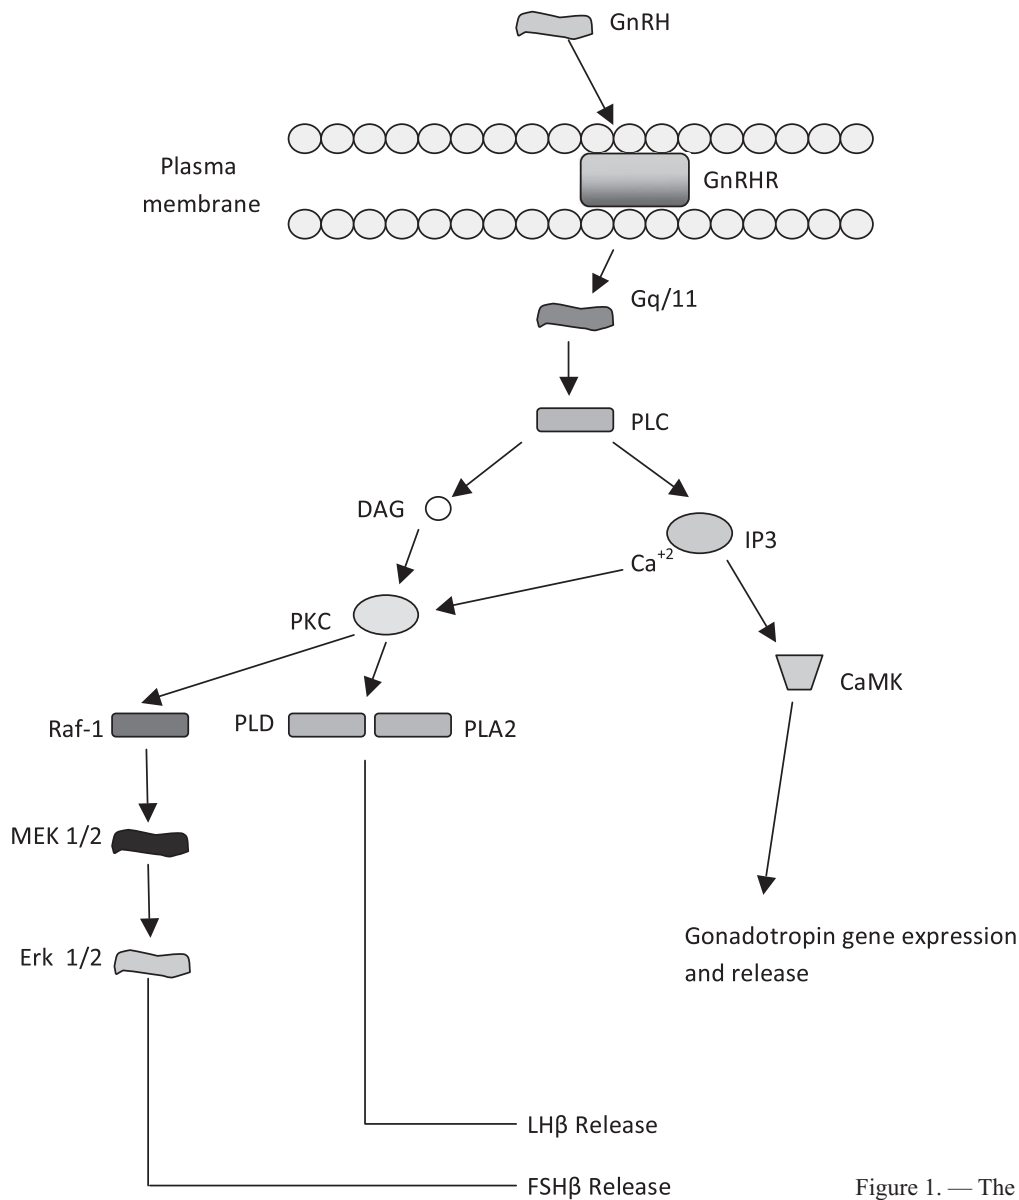 GnRH
Plasma
membrane
GnRHR
Gq/11
PLC
DAG
IP3
Ca+2
PKC
CaMK
Raf-1
PLD
PLA2
MEK 1/2
Erk 1/2
Gonadotropin gene expression
and release
LHβ Release
FSHβ Release
Figure 1. — The